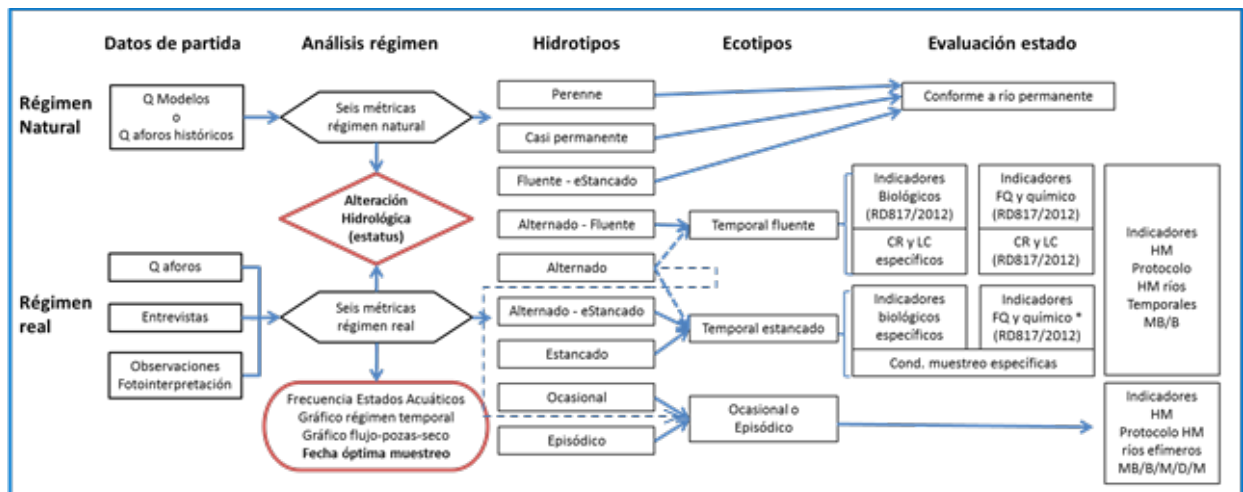 Datos de partida
Análisis régimen
Hidrotipos
Ecotipos
Evaluación estado
Régimen
Natural
Q Modelos
o
Q aforos históricos
Seis métricas
régimen natural
Alteración
Hidrológica
(estatus)
Régimen
real
Q aforos
Entrevistas
Observaciones
Fotointerpretación
Seis métricas
régimen real
Frecuencia Estados Acuáticos
Gráfico régimen temporal
Gráfico flujo-pozas-seco
Fecha óptima muestreo
Perenne
Casi permanente
Fluente - eStancado
Alternado - Fluente
Alternado
Alternado - eStancado
Estancado
Ocasional
Episódico
Temporal fluente
Temporal estancado
Ocasional o
Episódico
Conforme a río permanente
Indicadores
Biológicos
(RD817/2012)
CR y LC
específicos
Indicadores
FQ y químico
(RD817/2012)
CR y LC
(RD817/2012)
Indicadores
biológicos
específicos
Indicadores
FQ y químico *
(RD817/2012)
Cond. muestreo específicas
Indicadores
HM
Protocolo
HM ríos
Temporales
MB/B
Indicadores
HM
Protocolo HM
ríos efímeros
MB/B/M/D/M